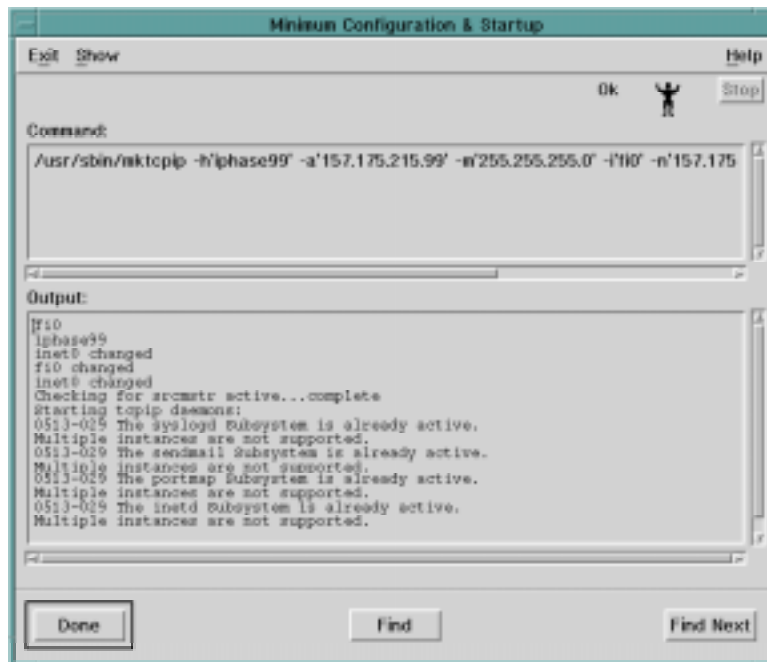 Minimum Configuration & Startup
Exit Show Help
Ok Stop
Command:
/usr/sbin/mktcpip -h'iphase99' -a'157.175.215.99' -m'255.255.255.0' -i'fi0' -n'157.175
Output:
fi0
iphase99
inet0 changed
fi0 changed
inet0 changed
Checking for srcmstr active...complete
Starting tcpip daemons:
0513-029 The syslogd Subsystem is already active.
Multiple instances are not supported.
0513-029 The sendmail Subsystem is already active.
Multiple instances are not supported.
0513-029 The portmap Subsystem is already active.
Multiple instances are not supported.
0513-029 The inetd Subsystem is already active.
Multiple instances are not supported.
Done Find Find Next